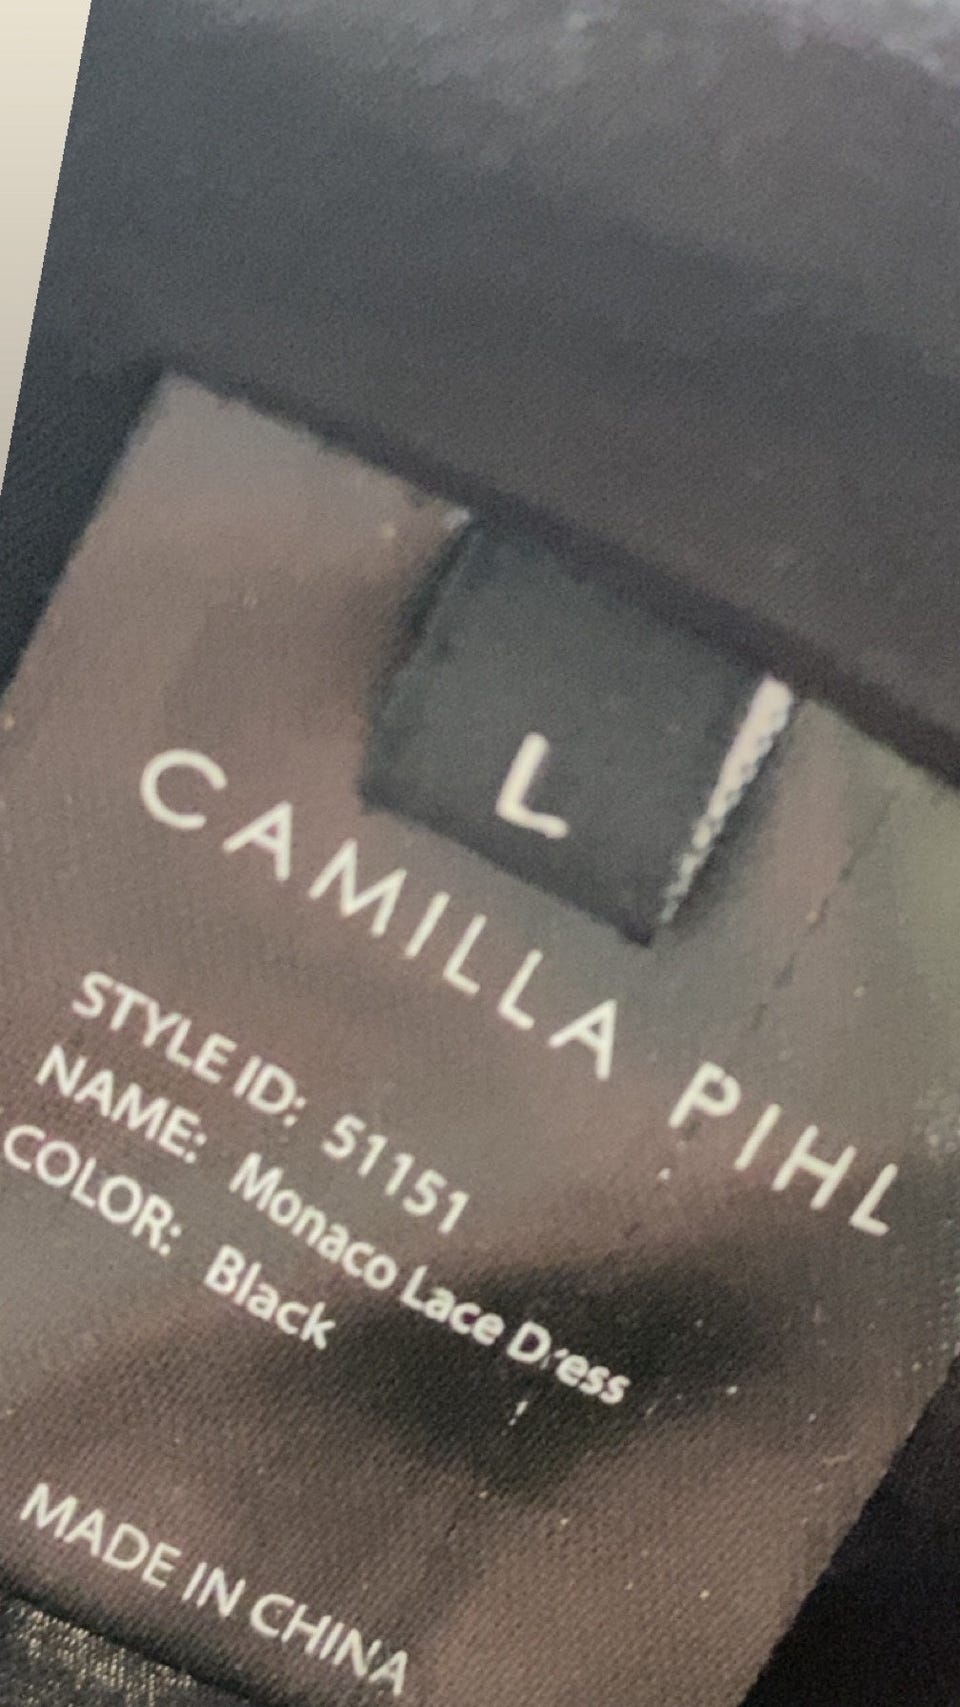 L
CAMILLA PIHL
STYLE ID: 51151
NAME: Monaco Lace Dress
COLOR: Black
MADE IN CHINA